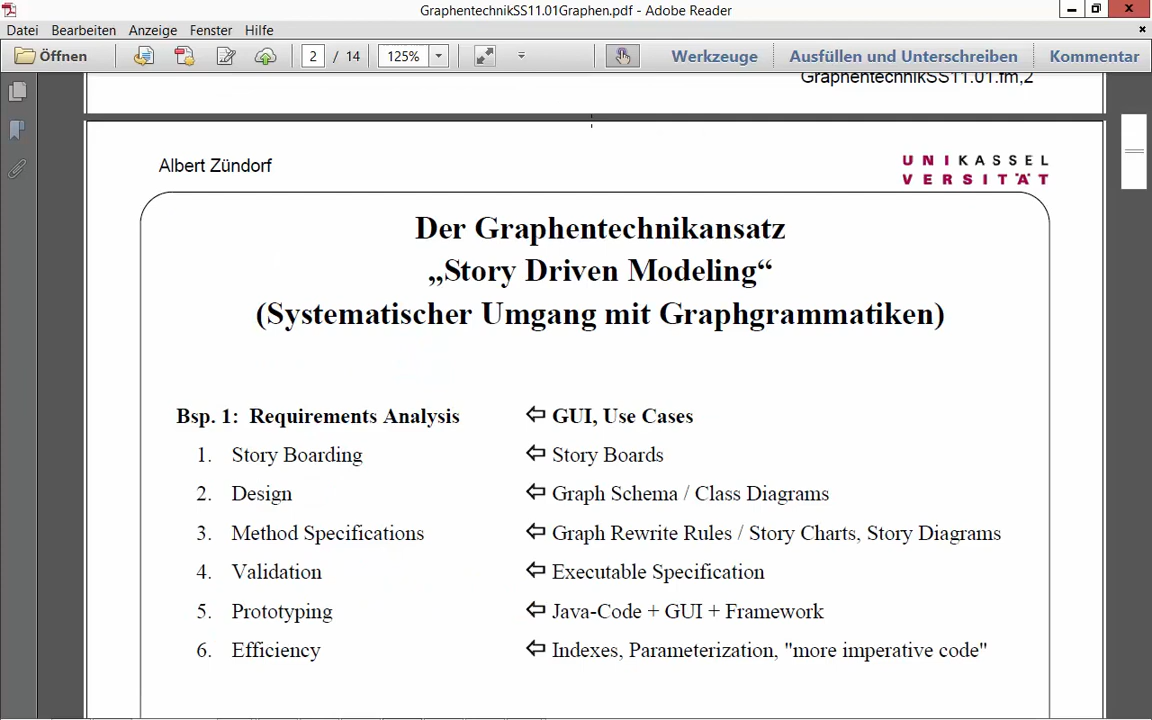 GraphentechnikSS11.01Graphen.pdf - Adobe Reader
Datei Bearbeiten Anzeige Fenster Hilfe
Öffnen 2 / 14 125% Werkzeuge Ausfüllen und Unterschreiben Kommentar
GraphentechnikSS11.01.fm,2
Albert Zündorf
UNIKASSEL
VERSITÄT
Der Graphentechnikansatz
„Story Driven Modeling“
(Systematischer Umgang mit Graphgrammatiken)
Bsp. 1: Requirements Analysis ⇦ GUI, Use Cases
1. Story Boarding ⇦ Story Boards
2. Design ⇦ Graph Schema / Class Diagrams
3. Method Specifications ⇦ Graph Rewrite Rules / Story Charts, Story Diagrams
4. Validation ⇦ Executable Specification
5. Prototyping ⇦ Java-Code + GUI + Framework
6. Efficiency ⇦ Indexes, Parameterization, "more imperative code"